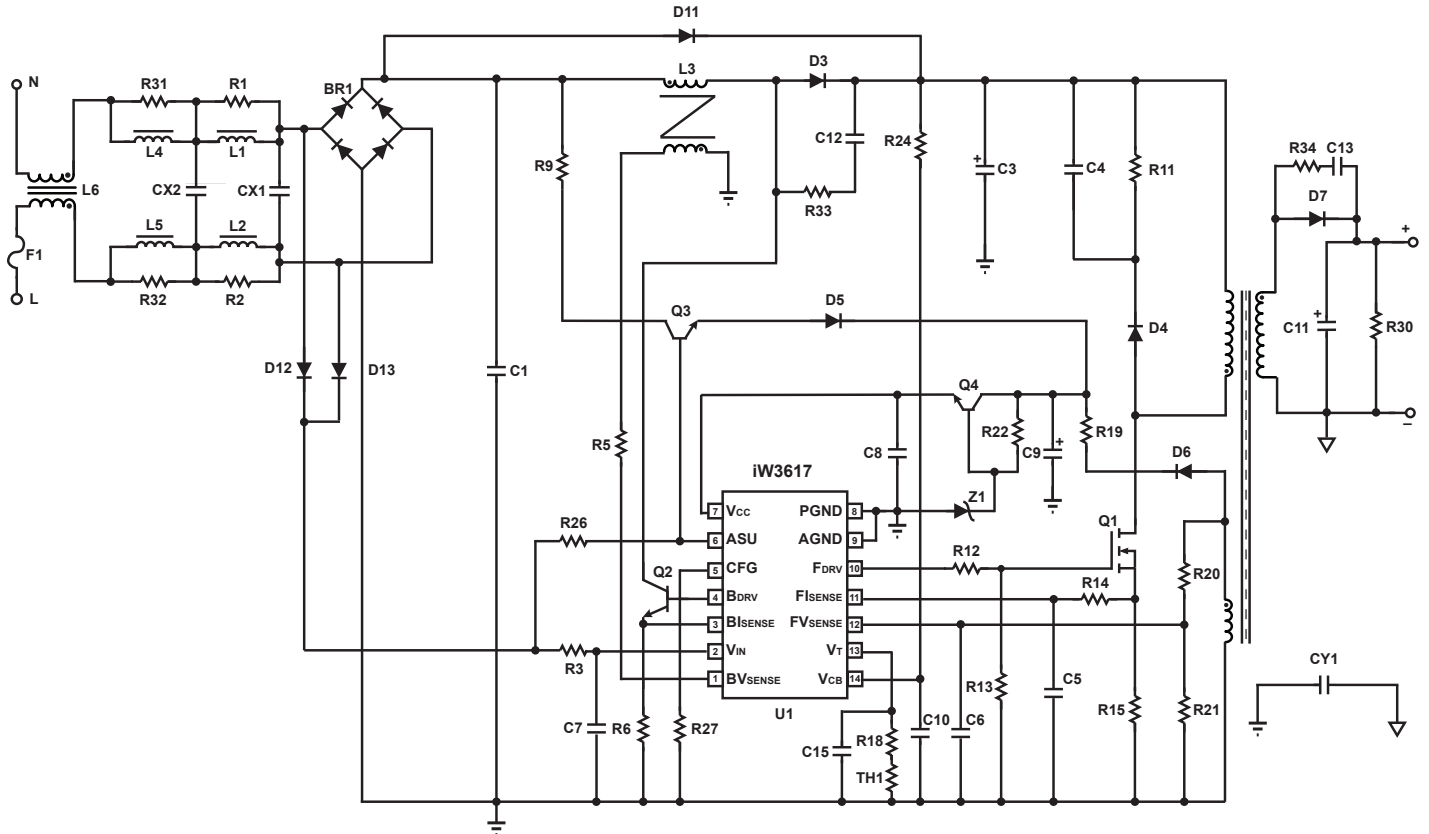 D11
N
R31
R1
BR1
L3
D3
L4
L1
R9
C12
R24
C3
C4
R11
R34
C13
L6
CX2
CX1
D7
R33
L5
L2
F1
+
R32
R2
L
Q3
D5
D4
C11
+
R30
D12
D13
C1
Q4
–
R5
C8
R22
C9
+
R19
D6
iW3617
Z1
7 VCC PGND 8
Q1
R26
6 ASU AGND 9
R12
5 CFG FDRV 10
Q2
R20
4 BDRV FISENSE 11
R14
3 BISENSE FVSENSE 12
2 VIN VT 13
R3
CY1
1 BVSENSE VCB 14
R13
C5
U1
R15
R21
C7
R6
R27
C15
R18
C10
C6
TH1
+